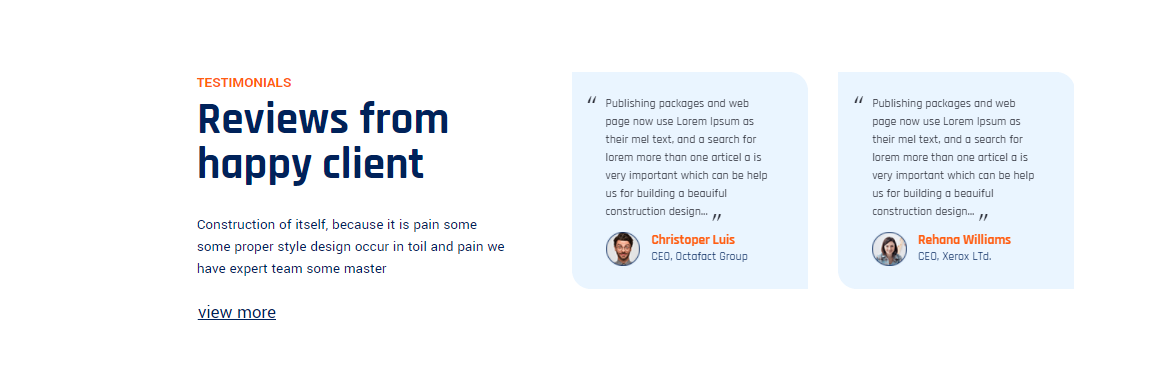 TESTIMONIALS
Reviews from
happy client
Construction of itself, because it is pain some
some proper style design occur in toil and pain we
have expert team some master
view more
“ Publishing packages and web
page now use Lorem Ipsum as
their mel text, and a search for
lorem more than one articel a is
very important which can be help
us for building a beauiful
construction design... ”
Christoper Luis
CEO, Octafact Group
“ Publishing packages and web
page now use Lorem Ipsum as
their mel text, and a search for
lorem more than one articel a is
very important which can be help
us for building a beauiful
construction design... ”
Rehana Williams
CEO, Xerox LTd.